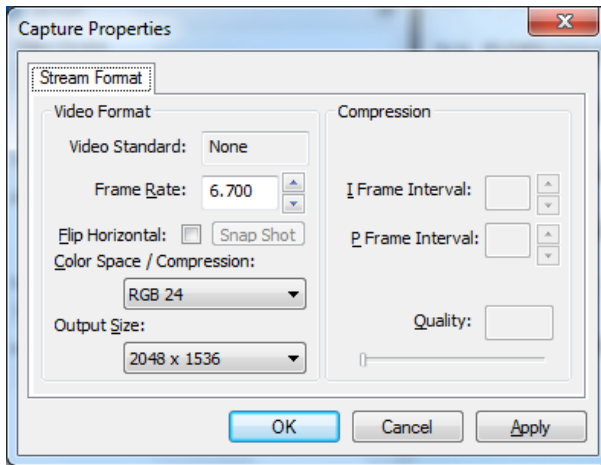 Capture Properties
Stream Format
Video Format
Video Standard: None
Frame Rate: 6.700
Flip Horizontal: Snap Shot
Color Space / Compression:
RGB 24
Output Size:
2048 x 1536
Compression
I Frame Interval:
P Frame Interval:
Quality:
OK Cancel Apply